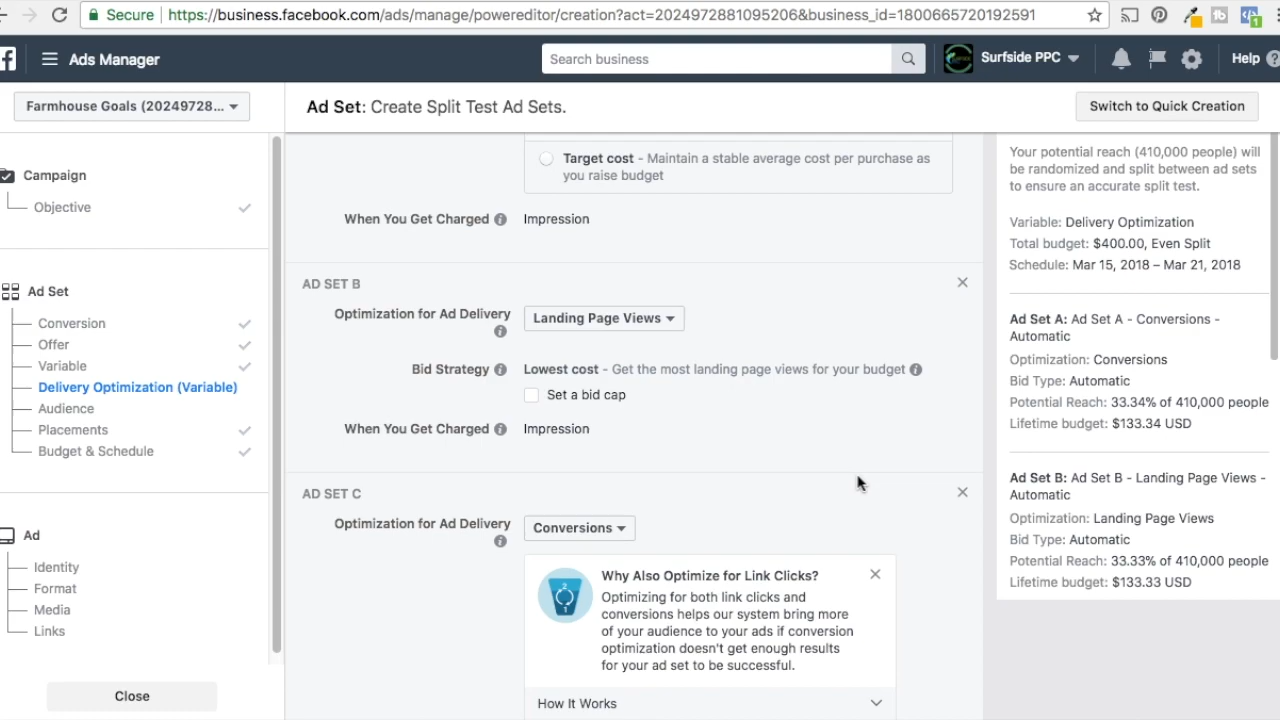 Secure
https://business.facebook.com/ads/manage/powereditor/creation?act=2024972881095206&business_id=1800665720192591
Ads Manager
Search business
Surfside PPC
Help
Farmhouse Goals (20249728...
Ad Set: Create Split Test Ad Sets.
Switch to Quick Creation
Campaign
Objective
Ad Set
Conversion
Offer
Variable
Delivery Optimization (Variable)
Audience
Placements
Budget & Schedule
Ad
Identity
Format
Media
Links
Close
Target cost - Maintain a stable average cost per purchase as
you raise budget
When You Get Charged
Impression
AD SET B
Optimization for Ad Delivery
Landing Page Views
Bid Strategy
Lowest cost - Get the most landing page views for your budget
Set a bid cap
When You Get Charged
Impression
AD SET C
Optimization for Ad Delivery
Conversions
Why Also Optimize for Link Clicks?
Optimizing for both link clicks and
conversions helps our system bring more
of your audience to your ads if conversion
optimization doesn't get enough results
for your ad set to be successful.
How It Works
Your potential reach (410,000 people) will
be randomized and split between ad sets
to ensure an accurate split test.
Variable: Delivery Optimization
Total budget: $400.00, Even Split
Schedule: Mar 15, 2018 – Mar 21, 2018
Ad Set A: Ad Set A - Conversions -
Automatic
Optimization: Conversions
Bid Type: Automatic
Potential Reach: 33.34% of 410,000 people
Lifetime budget: $133.34 USD
Ad Set B: Ad Set B - Landing Page Views -
Automatic
Optimization: Landing Page Views
Bid Type: Automatic
Potential Reach: 33.33% of 410,000 people
Lifetime budget: $133.33 USD